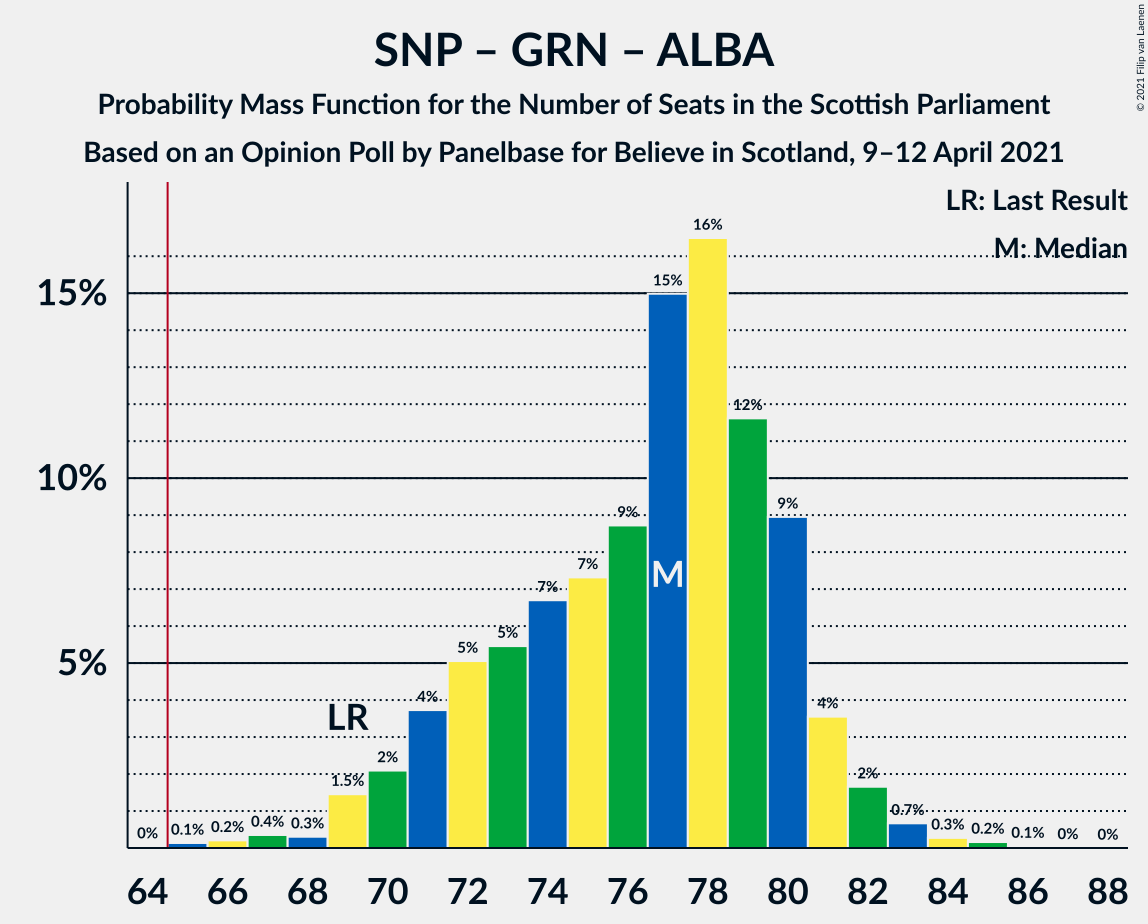 SNP – GRN – ALBA
Probability Mass Function for the Number of Seats in the Scottish Parliament
Based on an Opinion Poll by Panelbase for Believe in Scotland, 9–12 April 2021
© 2021 Filip van Laenen
LR: Last Result
M: Median
15%
10%
5%
0% 0.1% 0.2% 0.4% 0.3% 1.5% 2% 4% 5% 5% 7% 7% 9% 15% 16% 12% 9% 4% 2% 0.7% 0.3% 0.2% 0.1% 0% 0%
LR
M
64 66 68 70 72 74 76 78 80 82 84 86 88